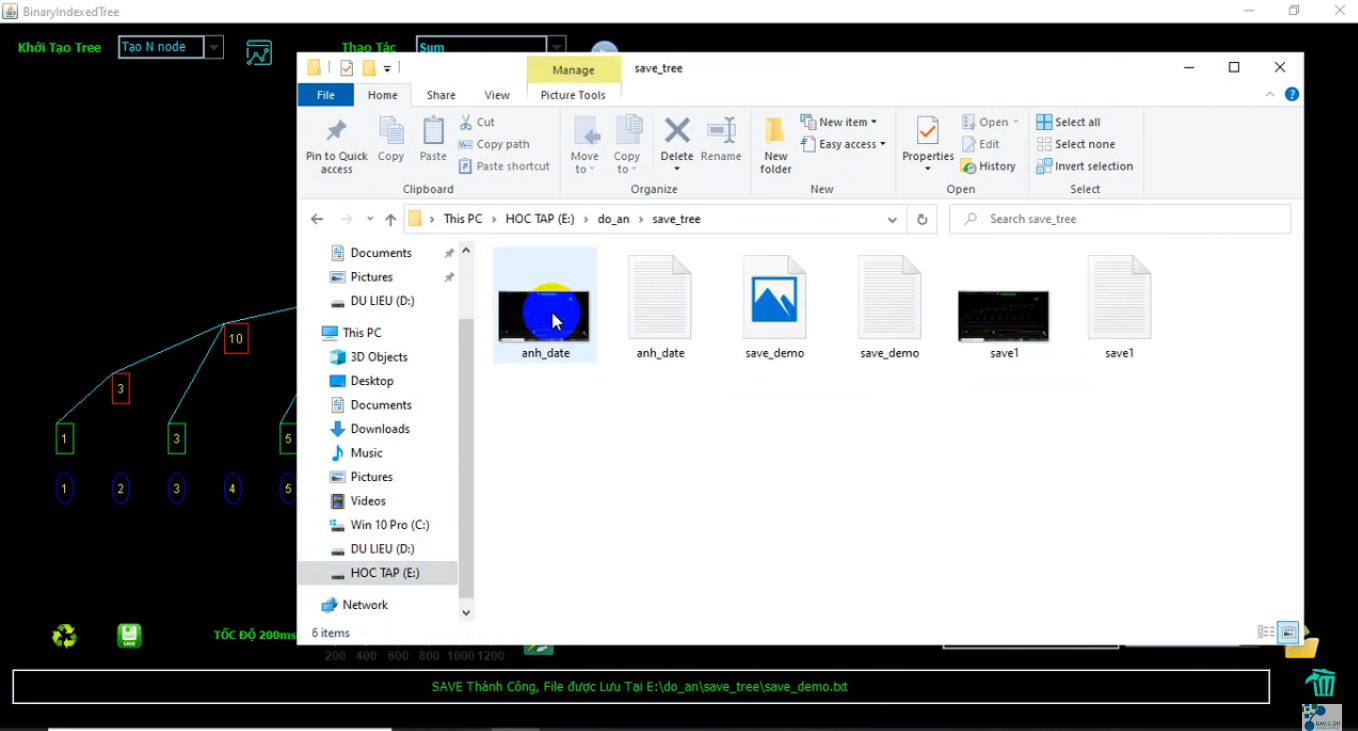 BinaryIndexedTree
Khởi Tạo Tree
Tạo N node
Thao Tác
Sum
Manage
save_tree
File
Home
Share
View
Picture Tools
Pin to Quick access
Copy
Paste
Cut
Copy path
Paste shortcut
Clipboard
Move to
Copy to
Delete
Rename
Organize
New folder
New item
Easy access
New
Properties
Open
Edit
History
Open
Select all
Select none
Invert selection
Select
This PC > HOC TAP (E:) > do_an > save_tree
Search save_tree
Documents
Pictures
DU LIEU (D:)
This PC
3D Objects
Desktop
Documents
Downloads
Music
Pictures
Videos
Win 10 Pro (C:)
DU LIEU (D:)
HOC TAP (E:)
Network
anh_date
anh_date
save_demo
save_demo
save1
save1
6 items
10
3
1 3 5
1 2 3 4 5
SAVE
TỐC ĐỘ 200ms
200 400 600 800 1000 1200
SAVE Thành Công, File được Lưu Tại E:\do_an\save_tree\save_demo.txt